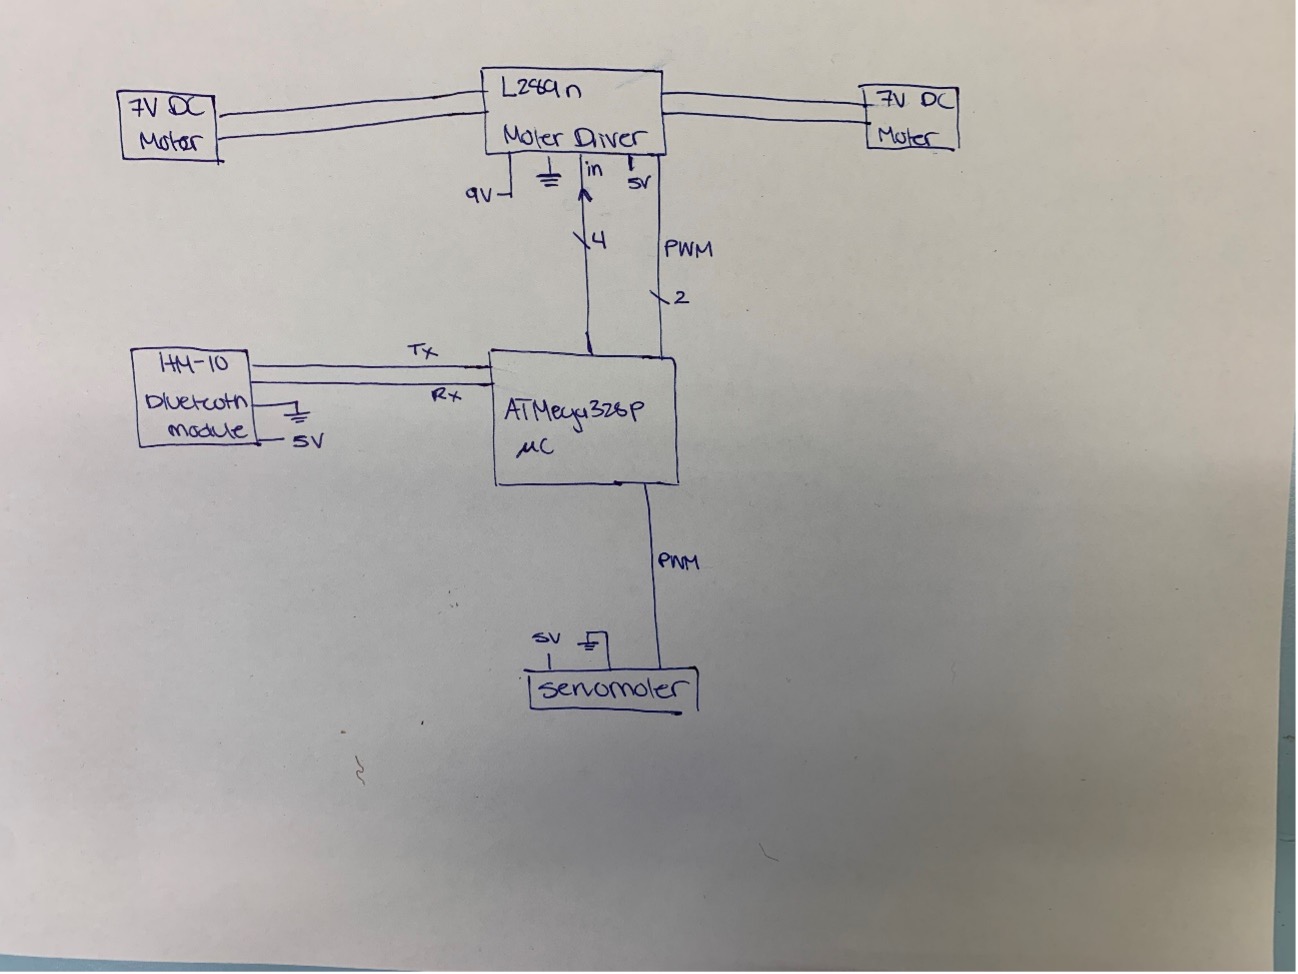 L289n
Moter Driver
7V DC
Motor
7V DC
Moter
in
5V
9V
4
PWM
2
HM-10
bluetooth
module
Tx
Rx
5V
ATMega328P
µC
PWM
5V
servomoter